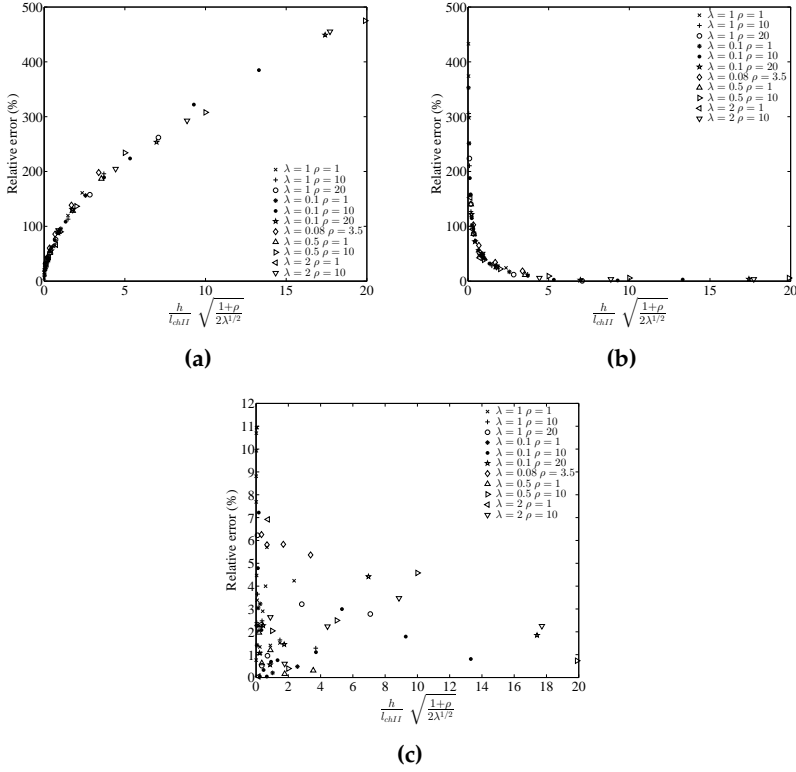 500
400
300
200
100
0
0 5 10 15 20
Relative error (%)
λ = 1 ρ = 1
λ = 1 ρ = 10
λ = 1 ρ = 20
λ = 0.1 ρ = 1
λ = 0.1 ρ = 10
λ = 0.1 ρ = 20
λ = 0.08 ρ = 3.5
λ = 0.5 ρ = 1
λ = 0.5 ρ = 10
λ = 2 ρ = 1
λ = 2 ρ = 10
h/l_{chII} √((1+ρ)/(2λ^{1/2}))
(a)
500
400
300
200
100
0
0 5 10 15 20
Relative error (%)
λ = 1 ρ = 1
λ = 1 ρ = 10
λ = 1 ρ = 20
λ = 0.1 ρ = 1
λ = 0.1 ρ = 10
λ = 0.1 ρ = 20
λ = 0.08 ρ = 3.5
λ = 0.5 ρ = 1
λ = 0.5 ρ = 10
λ = 2 ρ = 1
λ = 2 ρ = 10
h/l_{chII} √((1+ρ)/(2λ^{1/2}))
(b)
12
11
10
9
8
7
6
5
4
3
2
1
0
0 2 4 6 8 10 12 14 16 18 20
Relative error (%)
λ = 1 ρ = 1
λ = 1 ρ = 10
λ = 1 ρ = 20
λ = 0.1 ρ = 1
λ = 0.1 ρ = 10
λ = 0.1 ρ = 20
λ = 0.08 ρ = 3.5
λ = 0.5 ρ = 1
λ = 0.5 ρ = 10
λ = 2 ρ = 1
λ = 2 ρ = 10
h/l_{chII} √((1+ρ)/(2λ^{1/2}))
(c)